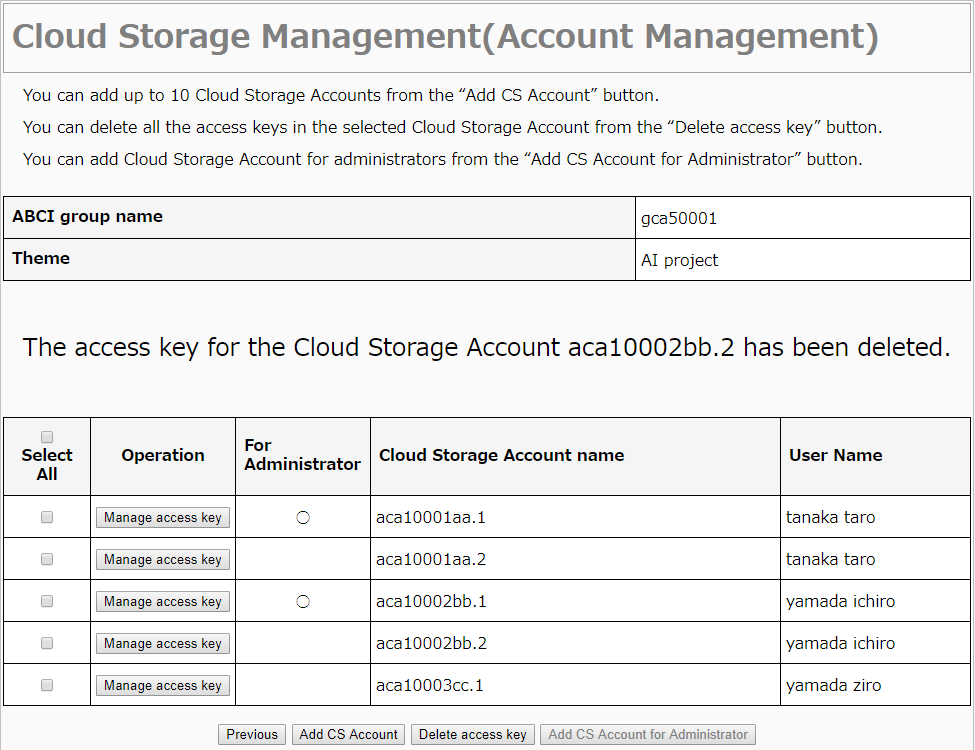 Cloud Storage Management(Account Management)
You can add up to 10 Cloud Storage Accounts from the “Add CS Account” button.
You can delete all the access keys in the selected Cloud Storage Account from the “Delete access key” button.
You can add Cloud Storage Account for administrators from the “Add CS Account for Administrator” button.
ABCI group name gca50001
Theme AI project
The access key for the Cloud Storage Account aca10002bb.2 has been deleted.
Select All Operation For Administrator Cloud Storage Account name User Name
Manage access key ○ aca10001aa.1 tanaka taro
Manage access key aca10001aa.2 tanaka taro
Manage access key ○ aca10002bb.1 yamada ichiro
Manage access key aca10002bb.2 yamada ichiro
Manage access key aca10003cc.1 yamada ziro
Previous Add CS Account Delete access key Add CS Account for Administrator